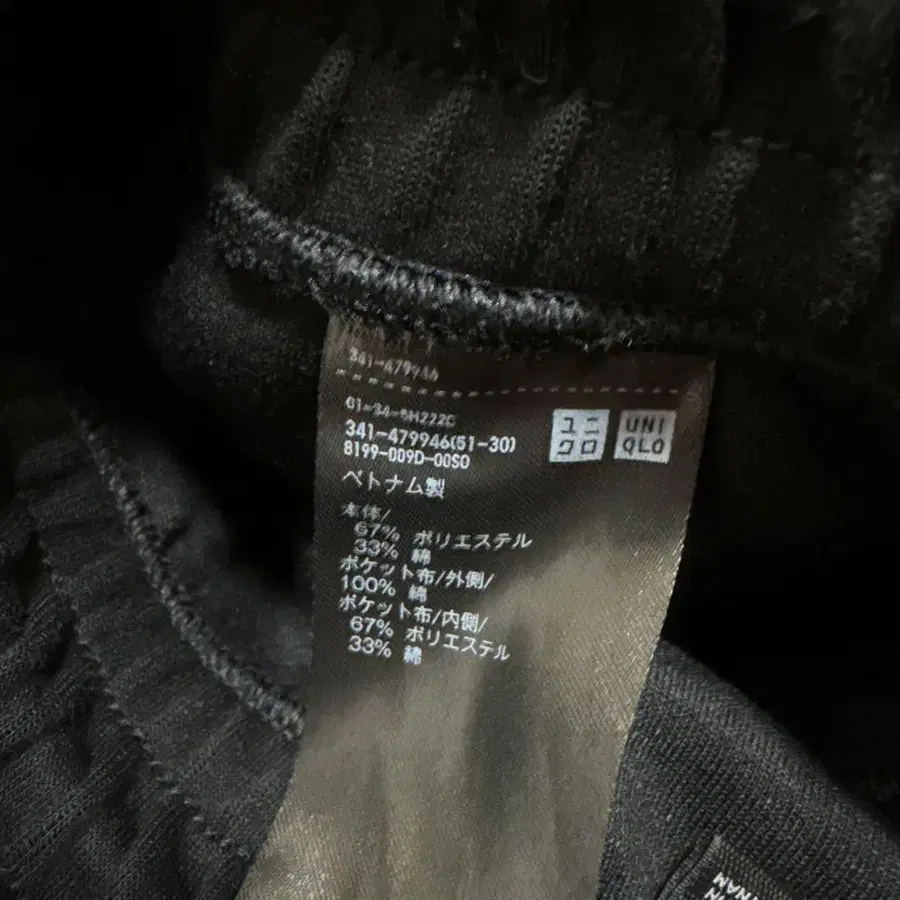 341-479946
01-34-SH222C
341-479946(51-30)
8199-009D-00S0
ユニ
クロ
UNI
QLO
ベトナム製
本体/
67% ポリエステル
33% 綿
ポケット布/外側/
100% 綿
ポケット布/内側/
67% ポリエステル
33% 綿